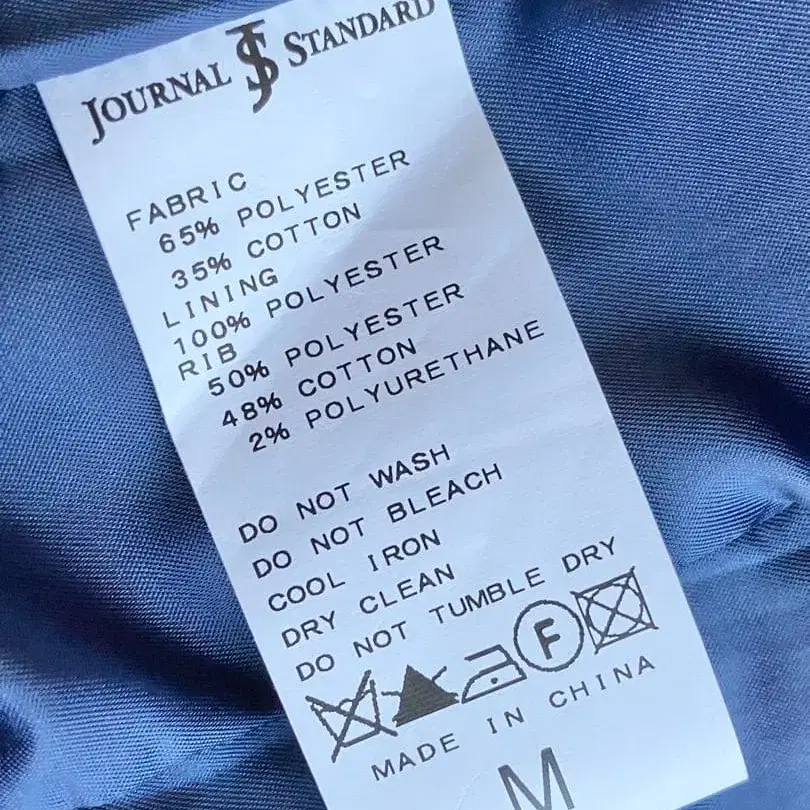 JOURNAL JS STANDARD
FABRIC
65% POLYESTER
35% COTTON
LINING
100% POLYESTER
RIB
50% POLYESTER
48% COTTON
2% POLYURETHANE
DO NOT WASH
DO NOT BLEACH
COOL IRON
DRY CLEAN
DO NOT TUMBLE DRY
F
MADE IN CHINA
M